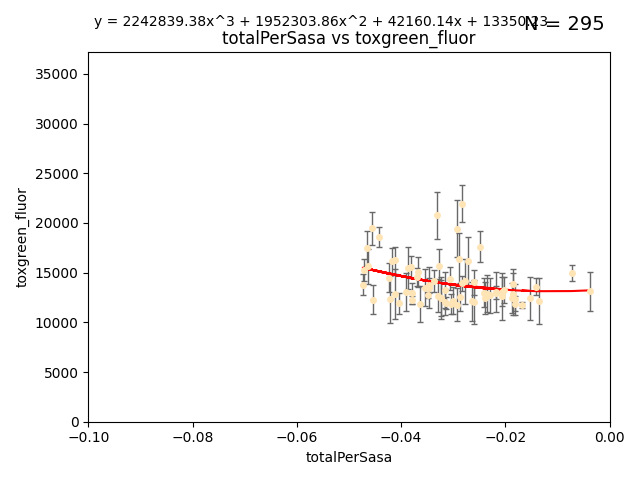 y = 2242839.38x^3 + 1952303.86x^2 + 42160.14x + 13350.23
N = 295
totalPerSasa vs toxgreen_fluor
35000
30000
25000
20000
15000
10000
5000
0
toxgreen_fluor
−0.10 −0.08 −0.06 −0.04 −0.02 0.00
totalPerSasa